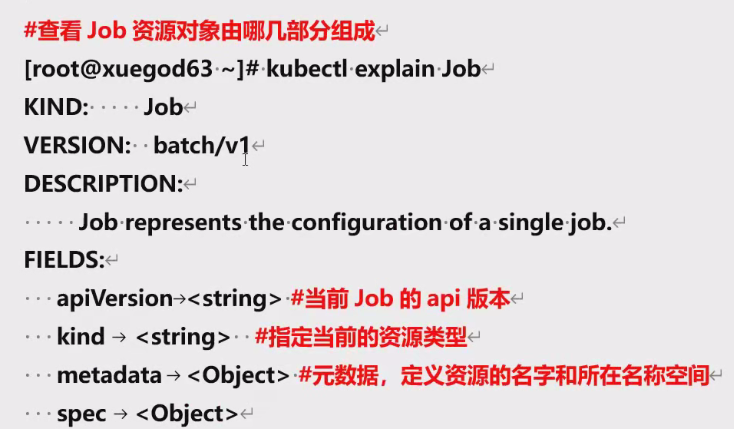 #查看 Job 资源对象由哪几部分组成
[root@xuegod63 ~]# kubectl explain Job
KIND: Job
VERSION: batch/v1
DESCRIPTION:
Job represents the configuration of a single job.
FIELDS:
apiVersion→<string> #当前 Job 的 api 版本
kind → <string> #指定当前的资源类型
metadata → <Object> #元数据，定义资源的名字和所在名称空间
spec → <Object>